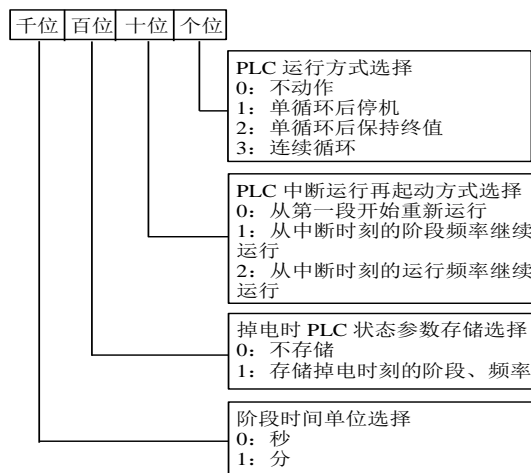 千位 百位 十位 个位
PLC 运行方式选择
0：不动作
1：单循环后停机
2：单循环后保持终值
3：连续循环
PLC 中断运行再起动方式选择
0：从第一段开始重新运行
1：从中断时刻的阶段频率继续
运行
2：从中断时刻的运行频率继续
运行
掉电时 PLC 状态参数存储选择
0：不存储
1：存储掉电时刻的阶段、频率
阶段时间单位选择
0：秒
1：分